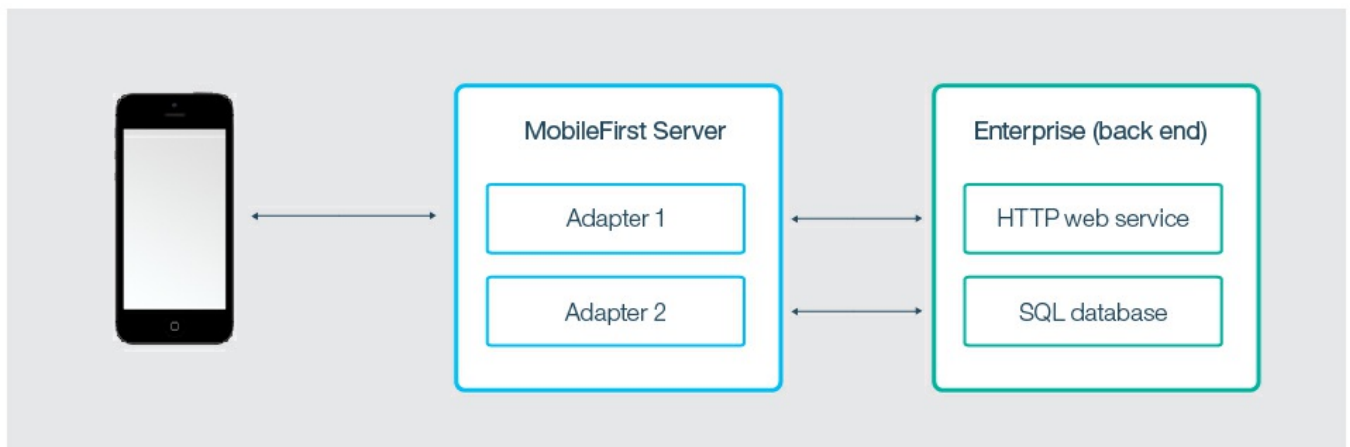 MobileFirst Server
Adapter 1
Adapter 2
Enterprise (back end)
HTTP web service
SQL database